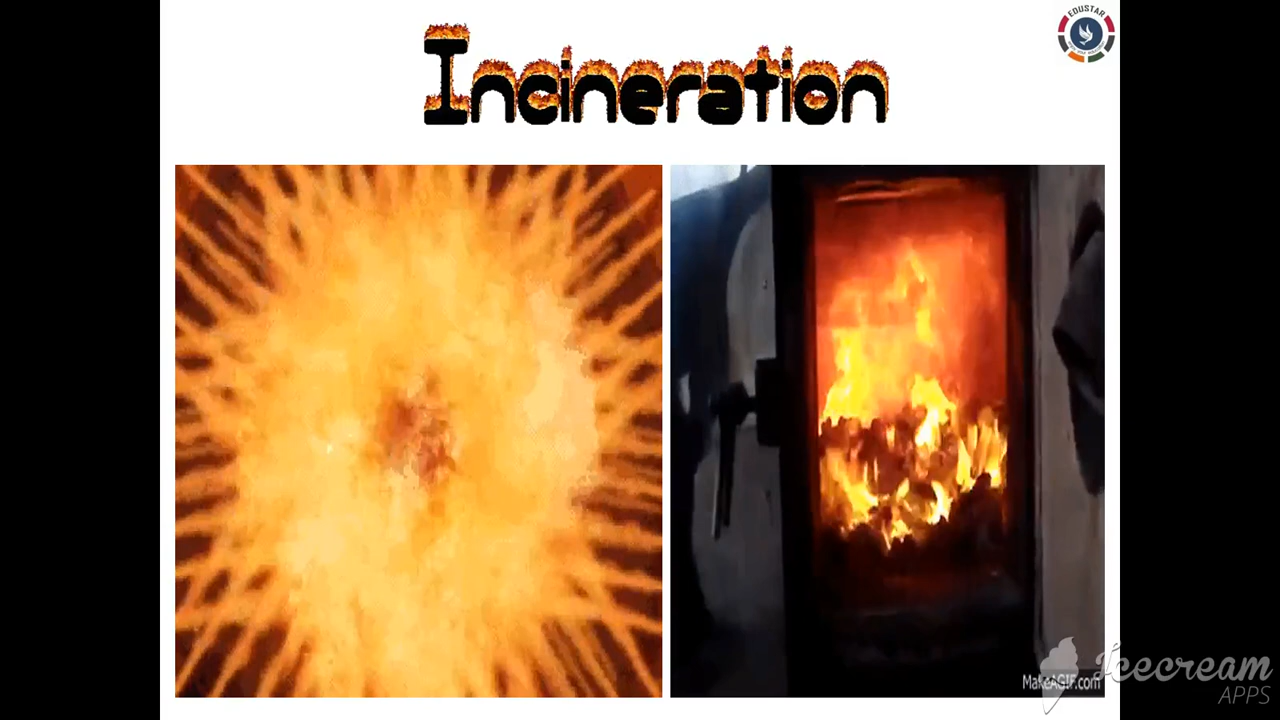 Incineration
EDUSTAR
MakeAGIF.com
Icecream
APPS